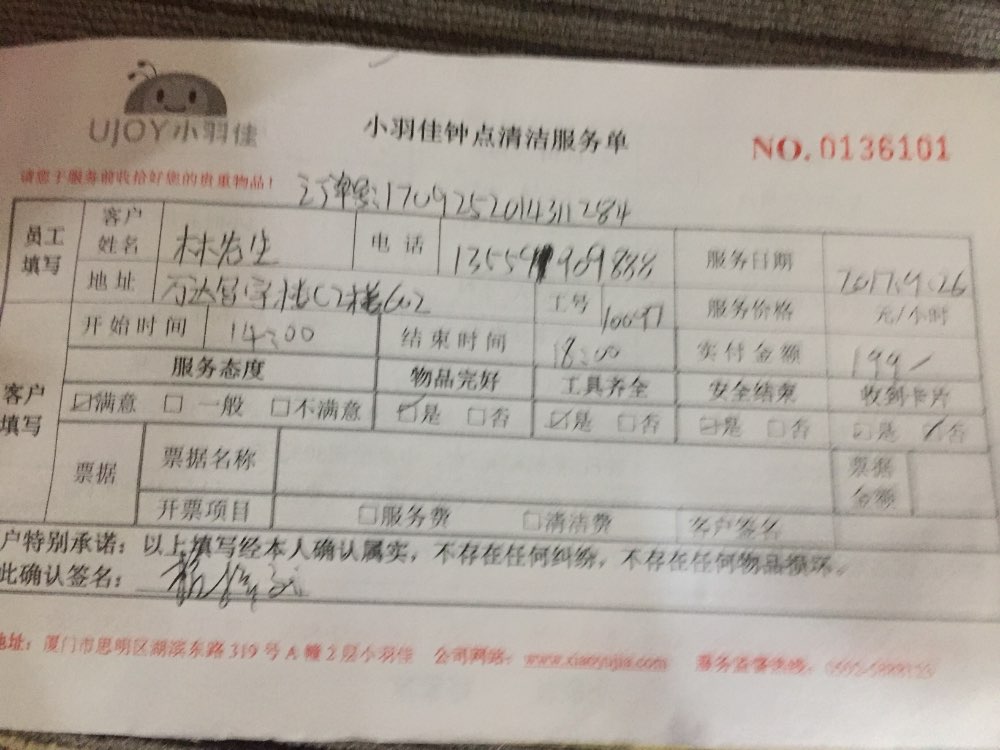 UJOY小羽佳
小羽佳钟点清洁服务单
NO. 0136101
请您于服务前收拾好您的贵重物品!
订单号:170925201431284
员工填写
客户姓名 林先生 电话 服务日期 2017.9.26
地址 万达写字楼C2楼602 工号 服务价格 元/小时
开始时间 14:00 结束时间 18:00 实付金额 199
客户填写
服务态度 物品完好 工具齐全 安全结束 收到卡片
☑满意 □一般 □不满意 ☑是 □否 ☑是 □否 ☑是 □否 □是 ☑否
票据 票据名称 票据金额
开票项目 □服务费 □清洁费 客户签名
户特别承诺:以上填写经本人确认属实,不存在任何纠纷,不存在任何物品损坏。
此确认签名:
地址:厦门市思明区湖滨东路319号A幢2层小羽佳 公司网站:www.xiaoyujia.com 服务监督热线: